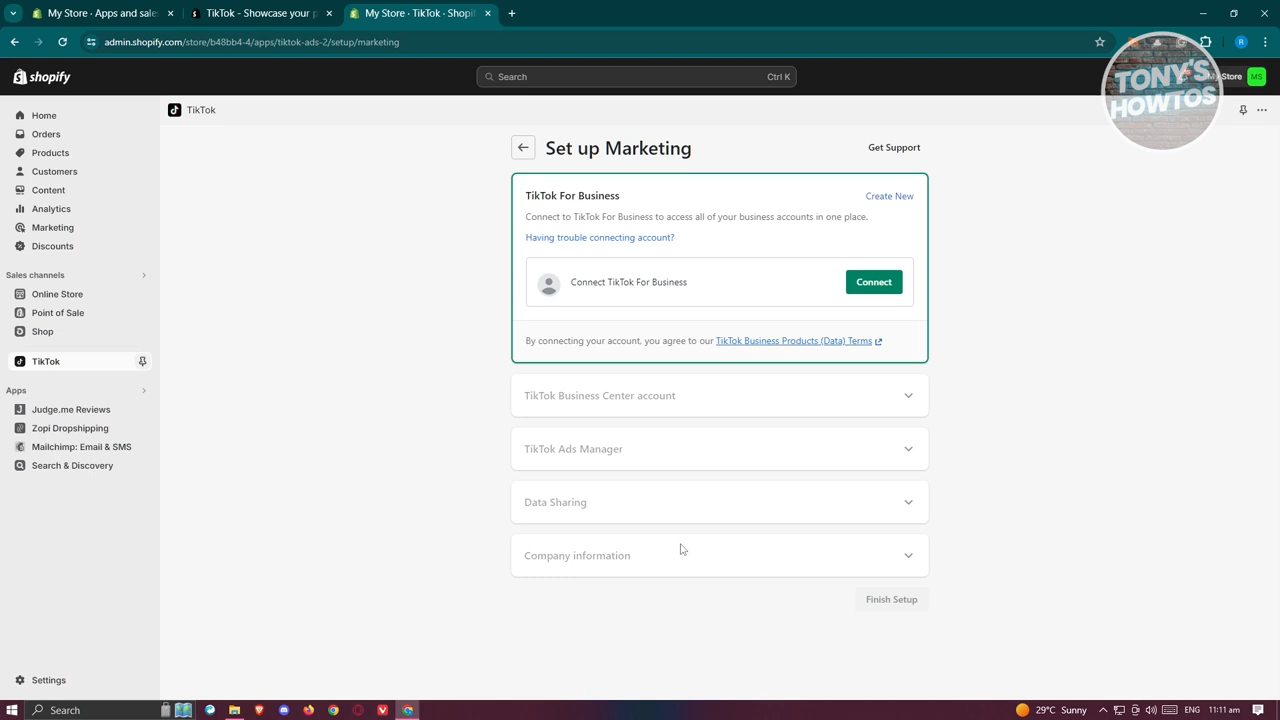 My Store · Apps and sales
TikTok - Showcase your p
My Store · TikTok · Shopif
admin.shopify.com/store/b48bb4-4/apps/tiktok-ads-2/setup/marketing
R
shopify
Search
Ctrl K
My Store
MS
TONY'S
HOWTOS
Home
Orders
Products
Customers
Content
Analytics
Marketing
Discounts
Sales channels
Online Store
Point of Sale
Shop
TikTok
Apps
Judge.me Reviews
Zopi Dropshipping
Mailchimp: Email & SMS
Search & Discovery
Settings
TikTok
Set up Marketing
Get Support
TikTok For Business
Create New
Connect to TikTok For Business to access all of your business accounts in one place.
Having trouble connecting account?
Connect TikTok For Business
Connect
By connecting your account, you agree to our TikTok Business Products (Data) Terms
TikTok Business Center account
TikTok Ads Manager
Data Sharing
Company information
Finish Setup
Search
29°C Sunny
ENG
11:11 am